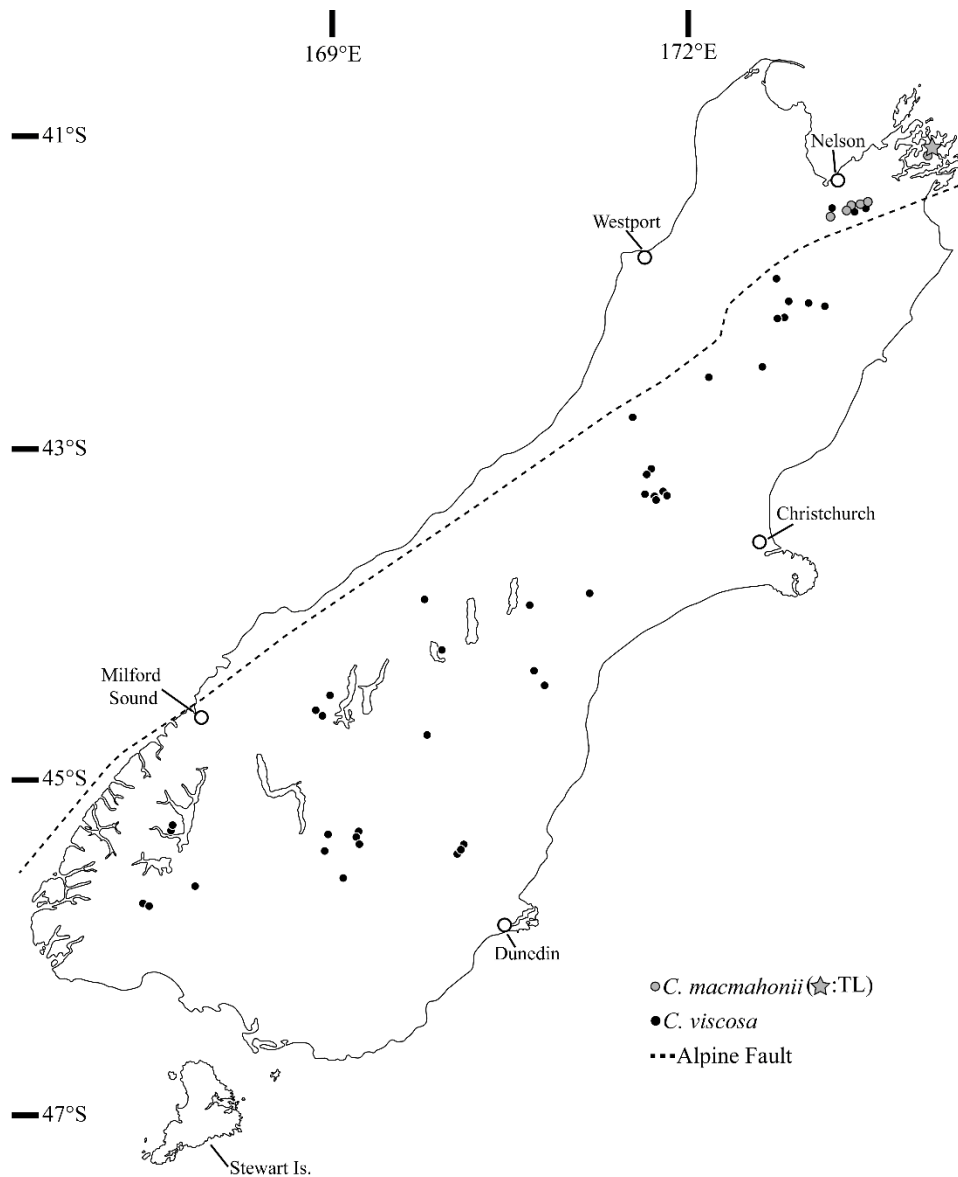 169°E
172°E
41°S
Nelson
Westport
43°S
Christchurch
Milford
Sound
45°S
Dunedin
C. macmahonii (:TL)
C. viscosa
Alpine Fault
47°S
Stewart Is.